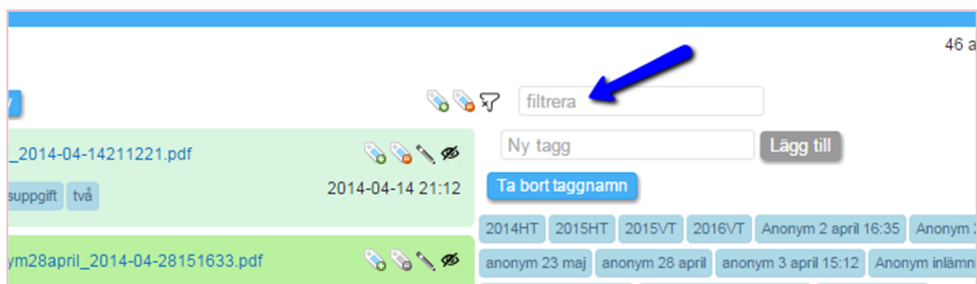 46 a
filtrera
_2014-04-14211221.pdf
Ny tagg
Lägg till
suppgift
två
2014-04-14 21:12
Ta bort taggnamn
2014HT
2015HT
2015VT
2016VT
Anonym 2 april 16:35
Anonym
ym28april_2014-04-28151633.pdf
anonym 23 maj
anonym 28 april
anonym 3 april 15:12
Anonym inlämn